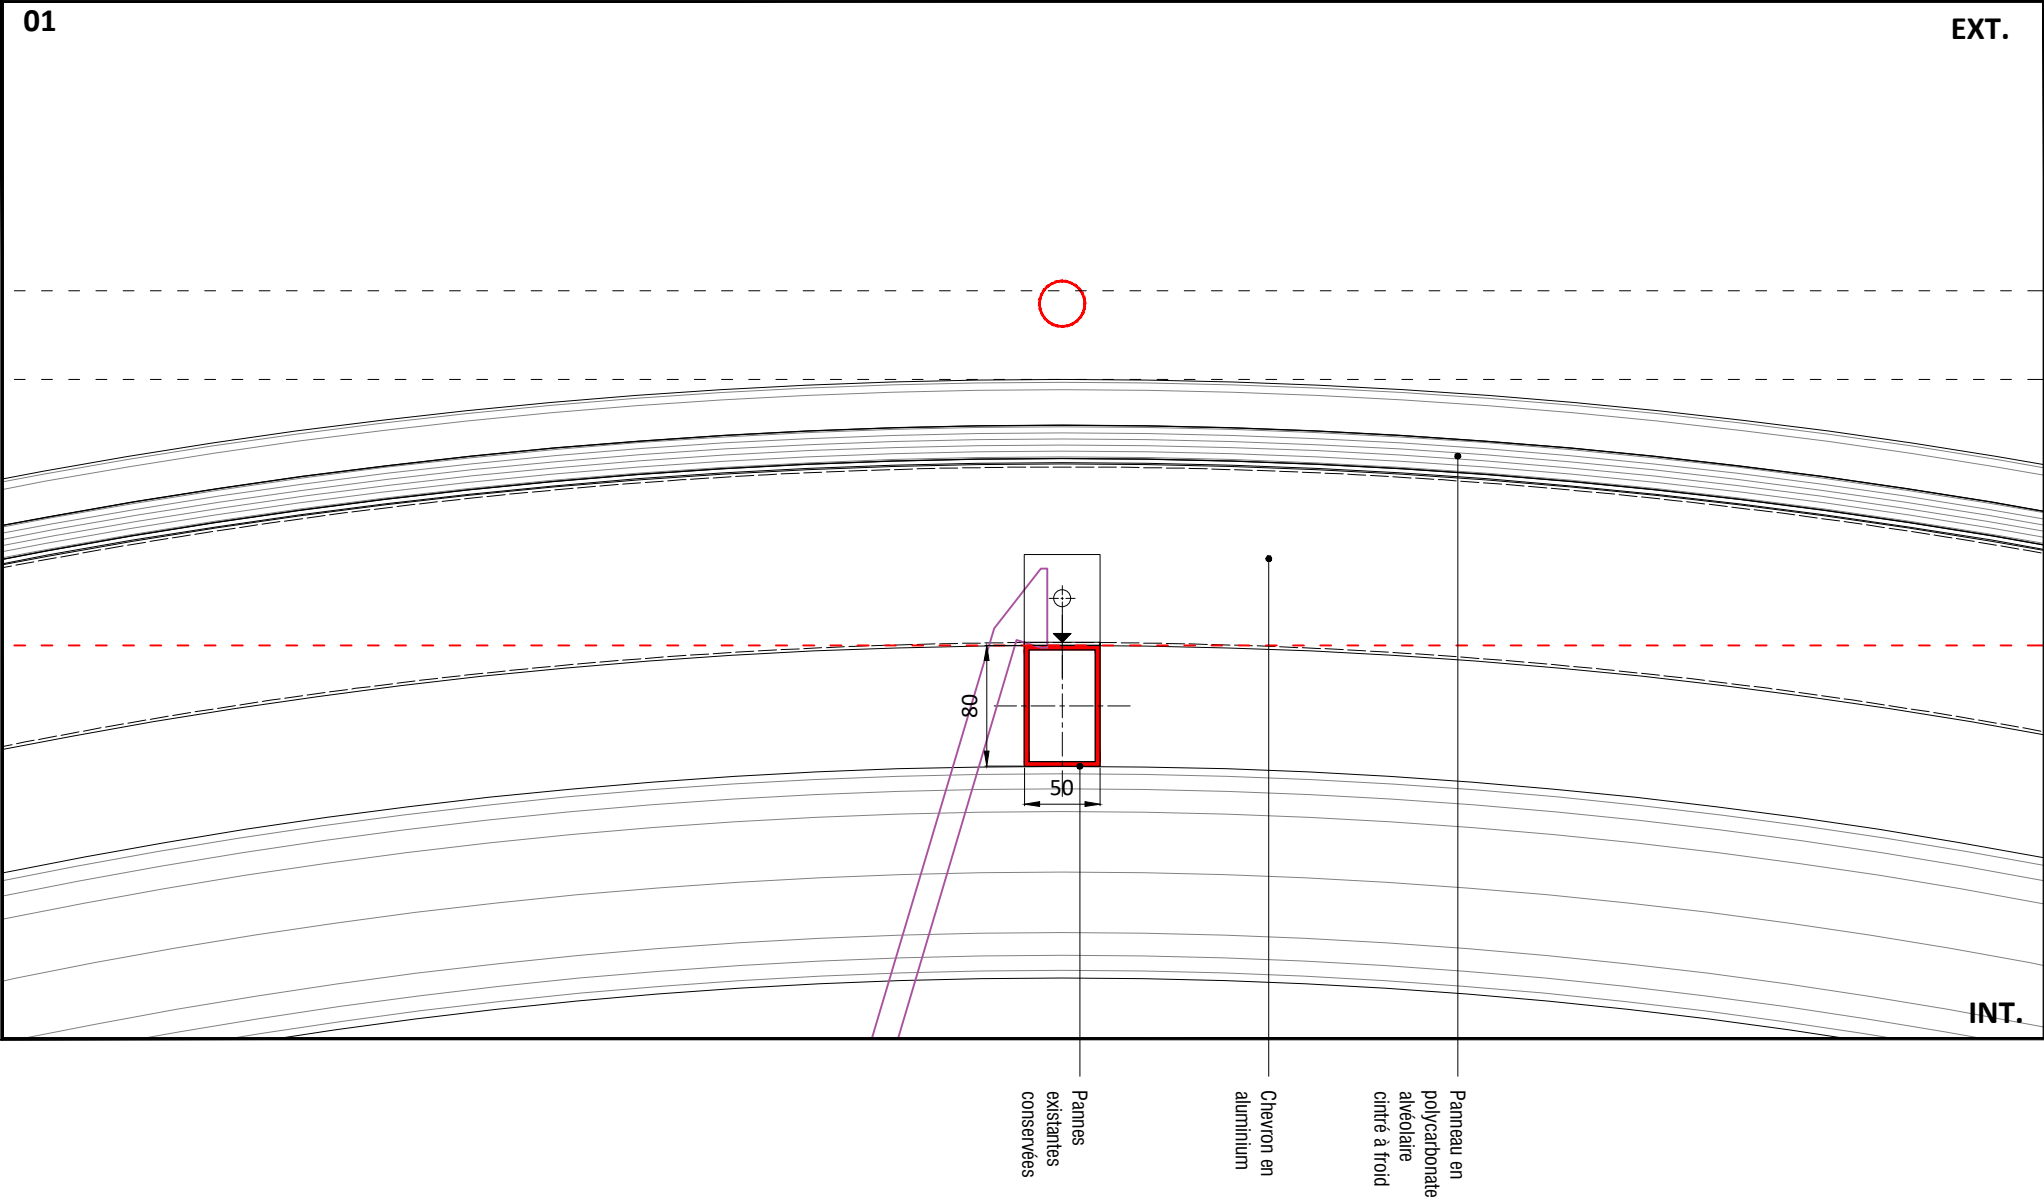 01
EXT.
80
50
INT.
Pannes
existantes
conservées
Chevron en
aluminium
Panneau en
polycarbonate
alvéolaire
cintré à froid